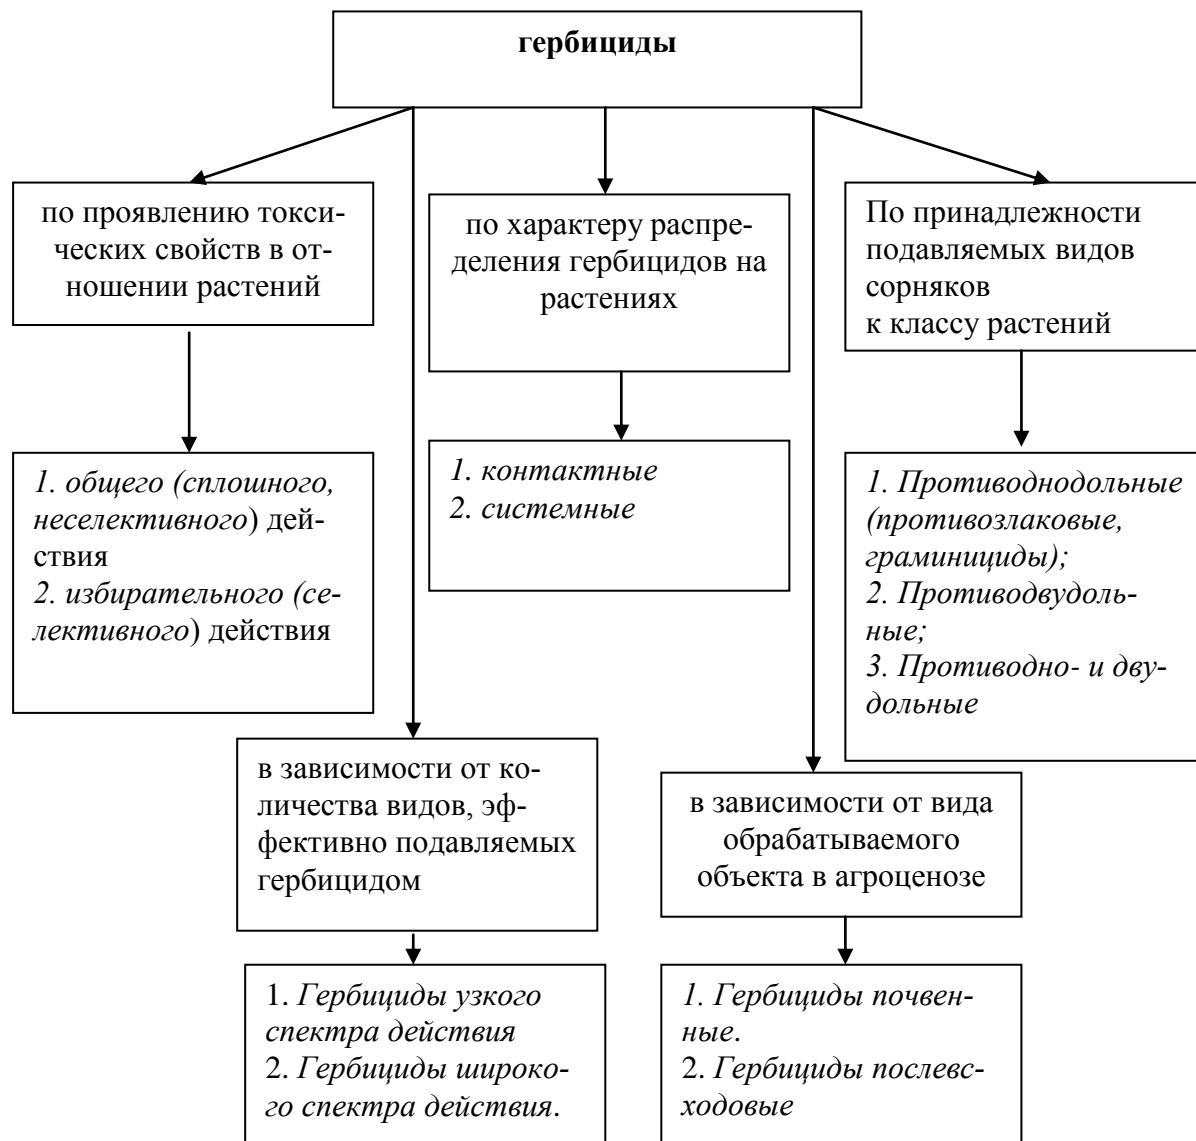 гербициды
по проявлению токси-
ческих свойств в от-
ношении растений
по характеру распре-
деления гербицидов на
растениях
По принадлежности
подавляемых видов
сорняков
к классу растений
1. общего (сплошного,
неселективного) дей-
ствия
2. избирательного (се-
лективного) действия
1. контактные
2. системные
1. Противоднодольные
(противозлаковые,
граминициды);
2. Противодвудоль-
ные;
3. Противодно- и дву-
дольные
в зависимости от ко-
личества видов, эф-
фективно подавляемых
гербицидом
в зависимости от вида
обрабатываемого
объекта в агроценозе
1. Гербициды узкого
спектра действия
2. Гербициды широко-
го спектра действия.
1. Гербициды почвен-
ные.
2. Гербициды послевс-
ходовые